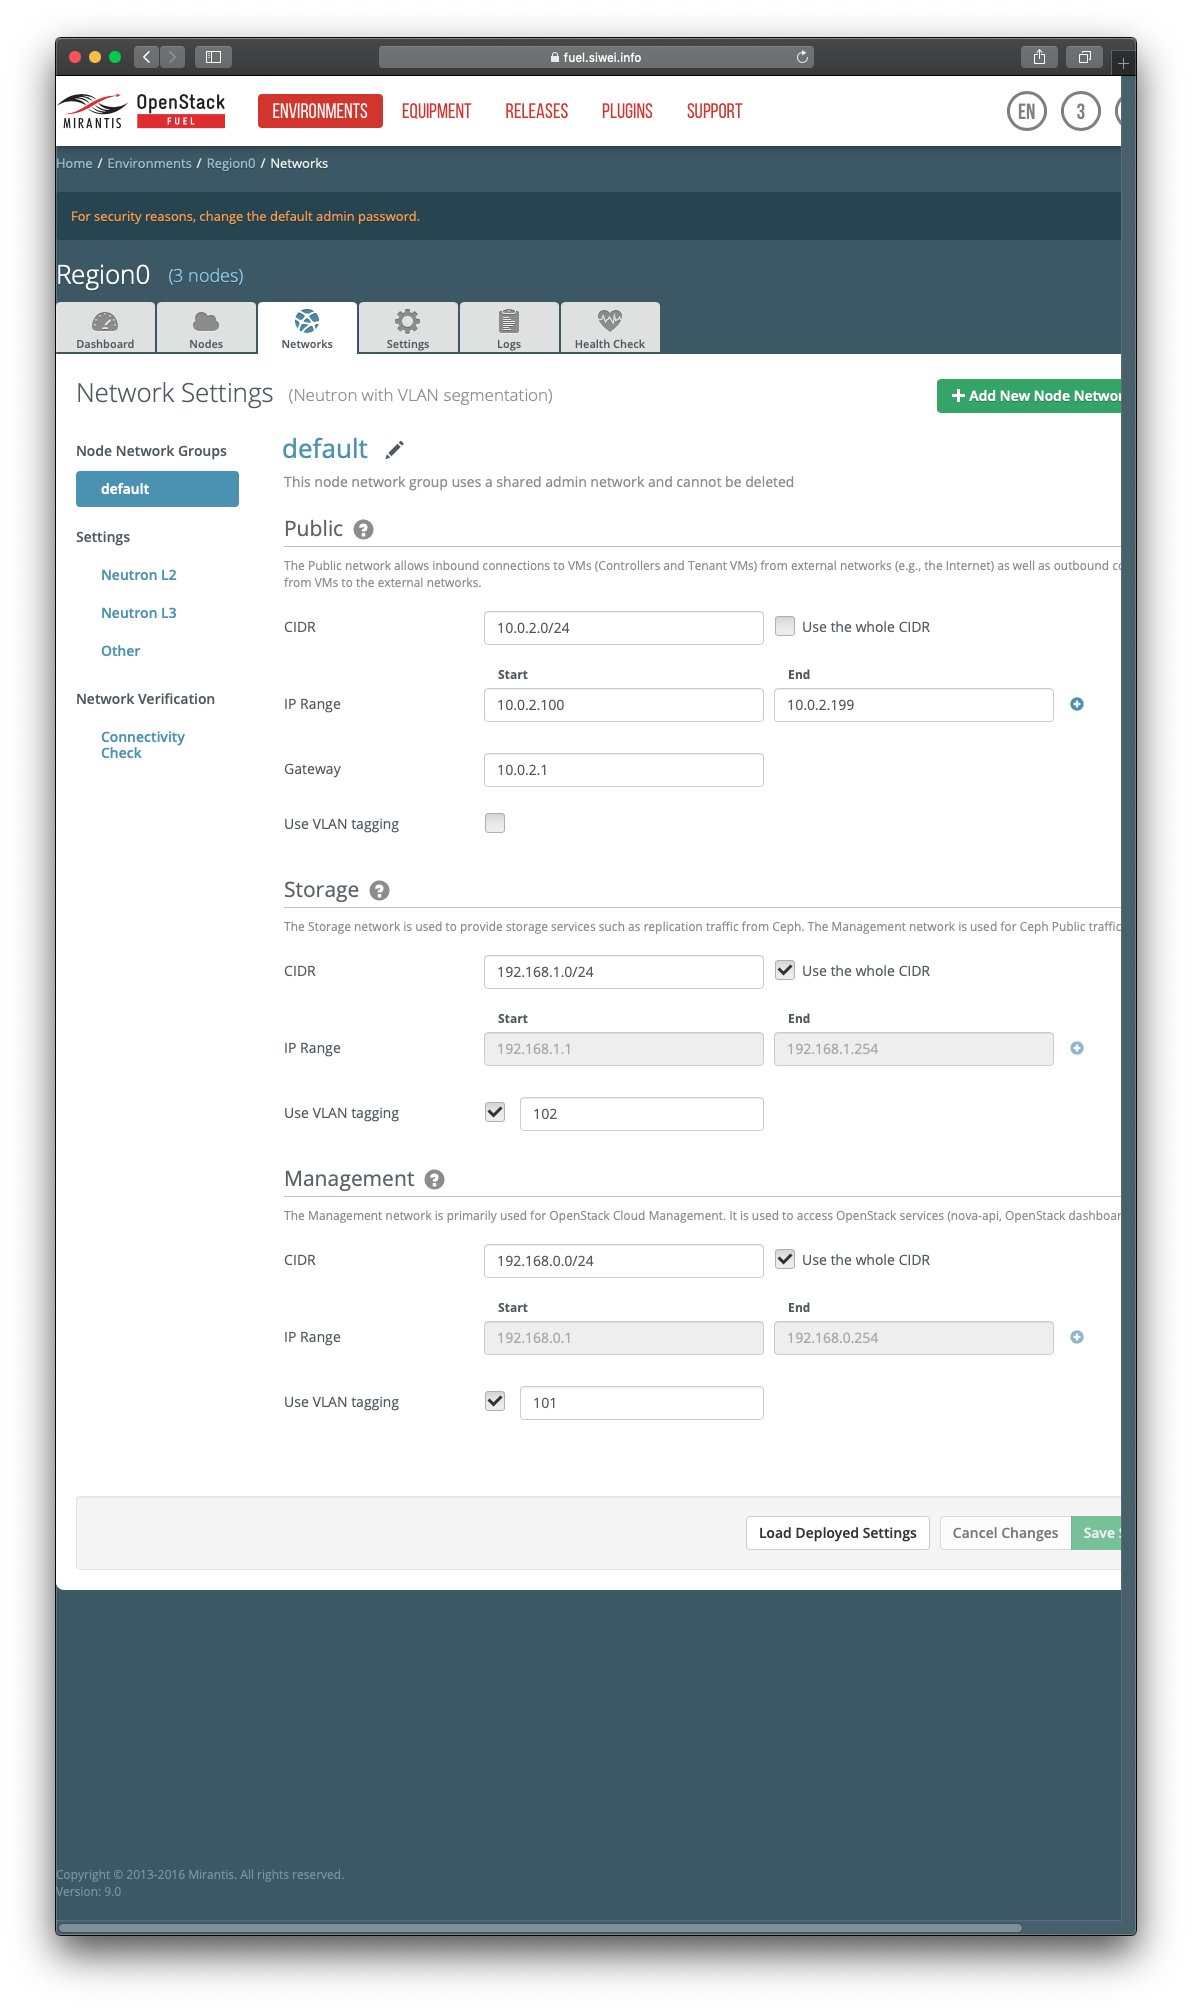 fuel.siwei.info
MIRANTIS
OpenStack
FUEL
ENVIRONMENTS EQUIPMENT RELEASES PLUGINS SUPPORT
EN 3
Home / Environments / Region0 / Networks
For security reasons, change the default admin password.
Region0 (3 nodes)
Dashboard Nodes Networks Settings Logs Health Check
Network Settings (Neutron with VLAN segmentation)
Add New Node Networ
Node Network Groups
default
Settings
Neutron L2
Neutron L3
Other
Network Verification
Connectivity
Check
default
This node network group uses a shared admin network and cannot be deleted
Public
The Public network allows inbound connections to VMs (Controllers and Tenant VMs) from external networks (e.g., the Internet) as well as outbound
from VMs to the external networks.
CIDR 10.0.2.0/24 Use the whole CIDR
Start End
IP Range 10.0.2.100 10.0.2.199
Gateway 10.0.2.1
Use VLAN tagging
Storage
The Storage network is used to provide storage services such as replication traffic from Ceph. The Management network is used for Ceph Public traffic
CIDR 192.168.1.0/24 Use the whole CIDR
Start End
IP Range 192.168.1.1 192.168.1.254
Use VLAN tagging 102
Management
The Management network is primarily used for OpenStack Cloud Management. It is used to access OpenStack services (nova-api, OpenStack dashboar
CIDR 192.168.0.0/24 Use the whole CIDR
Start End
IP Range 192.168.0.1 192.168.0.254
Use VLAN tagging 101
Load Deployed Settings Cancel Changes Save
Copyright © 2013-2016 Mirantis. All rights reserved.
Version: 9.0